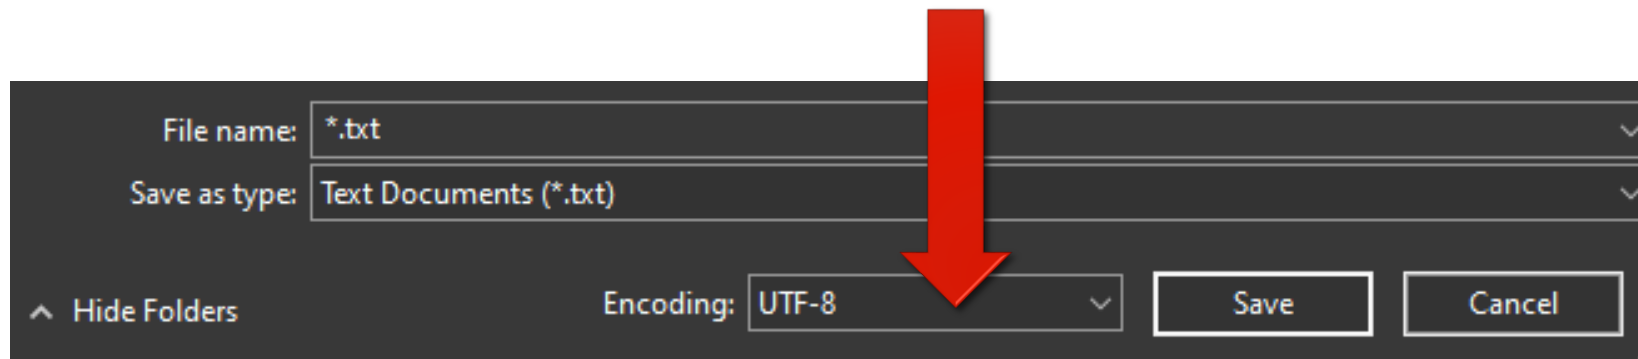 File name: *.txt
Save as type: Text Documents (*.txt)
Hide Folders Encoding: UTF-8 Save Cancel